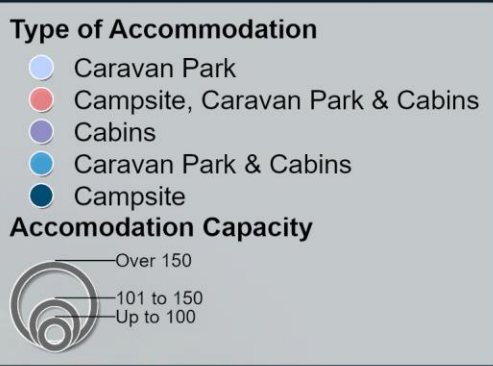 Type of Accommodation
Caravan Park
Campsite, Caravan Park & Cabins
Cabins
Caravan Park & Cabins
Campsite
Accomodation Capacity
Over 150
101 to 150
Up to 100